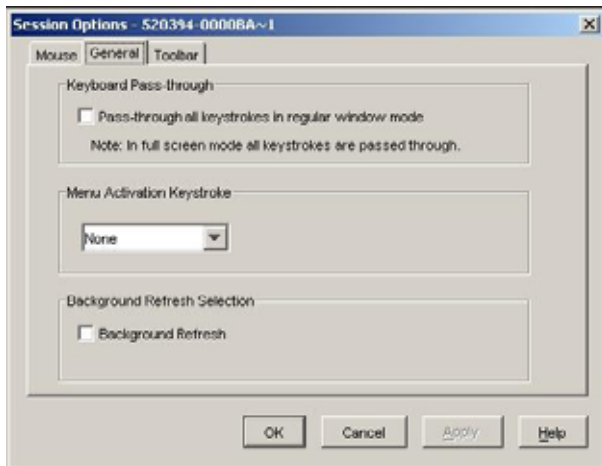 Session Options - 520394-0000BA~1
Mouse General Toolbar
Keyboard Pass-through
Pass-through all keystrokes in regular window mode
Note: In full screen mode all keystrokes are passed through.
Menu Activation Keystroke
None
Background Refresh Selection
Background Refresh
OK Cancel Apply Help